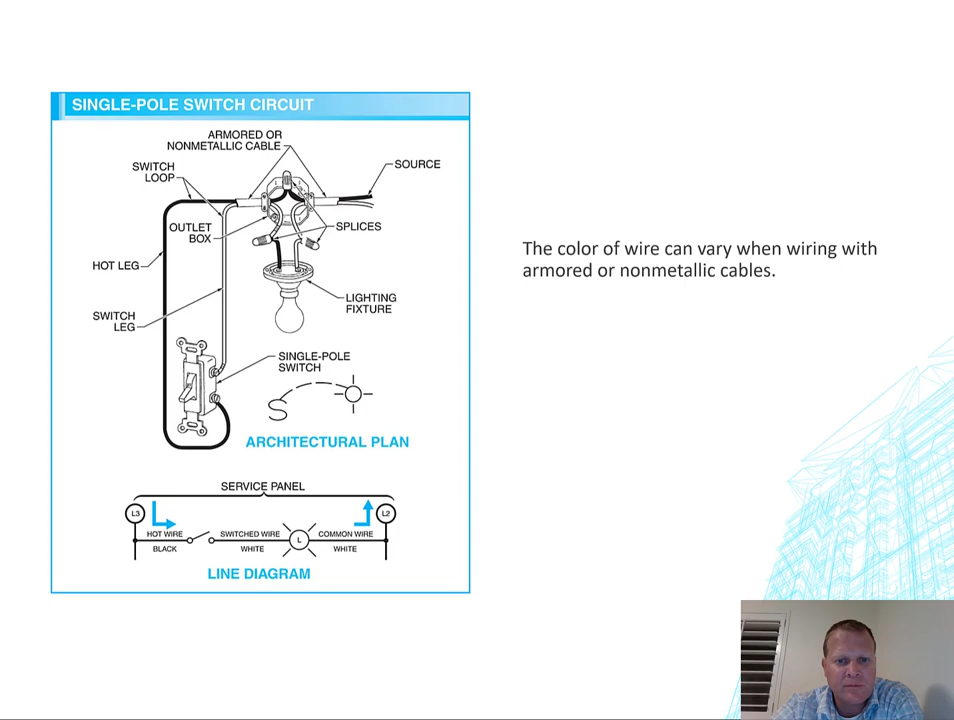 SINGLE-POLE SWITCH CIRCUIT
ARMORED OR
NONMETALLIC CABLE
SWITCH
LOOP
SOURCE
OUTLET
BOX
SPLICES
HOT LEG
LIGHTING
FIXTURE
SWITCH
LEG
SINGLE-POLE
SWITCH
S
ARCHITECTURAL PLAN
SERVICE PANEL
L3
L2
HOT WIRE
SWITCHED WIRE
L
COMMON WIRE
BLACK
WHITE
WHITE
LINE DIAGRAM
The color of wire can vary when wiring with
armored or nonmetallic cables.